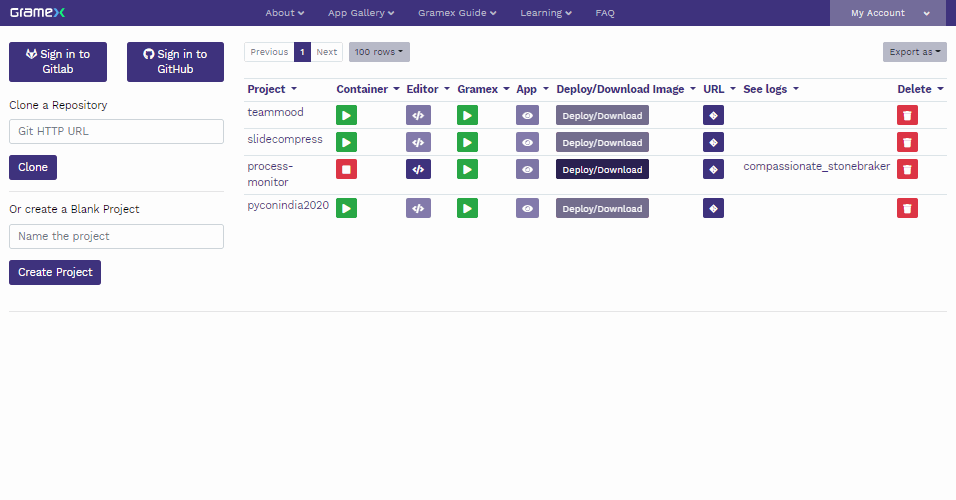 Gramex About App Gallery Gramex Guide Learning FAQ My Account
Sign in to Gitlab
Sign in to GitHub
Clone a Repository
Git HTTP URL
Clone
Or create a Blank Project
Name the project
Create Project
Previous 1 Next 100 rows Export as
Project Container Editor Gramex App Deploy/Download Image URL See logs Delete
teammood Deploy/Download
slidecompress Deploy/Download
process-
monitor Deploy/Download compassionate_stonebraker
pyconindia2020 Deploy/Download